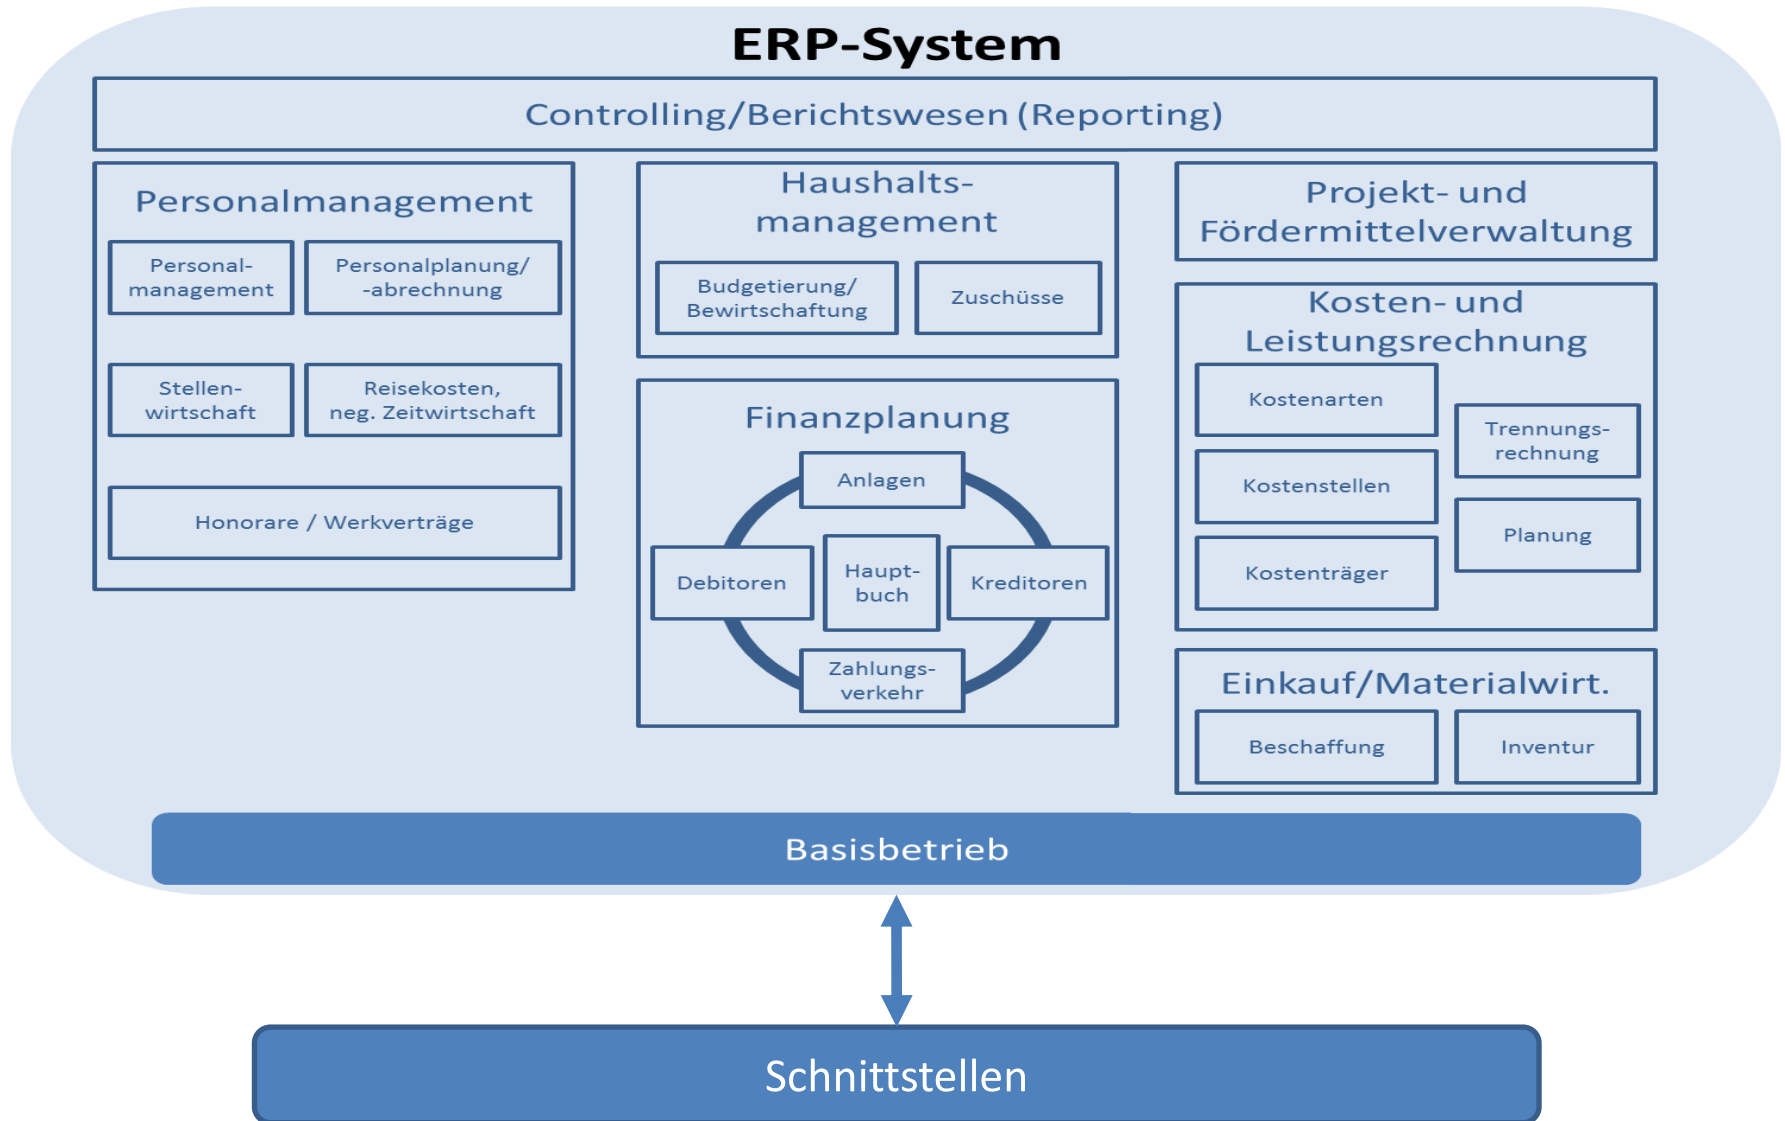 ERP-System
Controlling/Berichtswesen (Reporting)
Personalmanagement
Personal-
management
Personalplanung/
-abrechnung
Stellen-
wirtschaft
Reisekosten,
neg. Zeitwirtschaft
Honorare / Werkverträge
Haushalts-
management
Budgetierung/
Bewirtschaftung
Zuschüsse
Finanzplanung
Anlagen
Debitoren
Haupt-
buch
Kreditoren
Zahlungs-
verkehr
Projekt- und
Fördermittelverwaltung
Kosten- und
Leistungsrechnung
Kostenarten
Kostenstellen
Kostenträger
Trennungs-
rechnung
Planung
Einkauf/Materialwirt.
Beschaffung
Inventur
Basisbetrieb
Schnittstellen